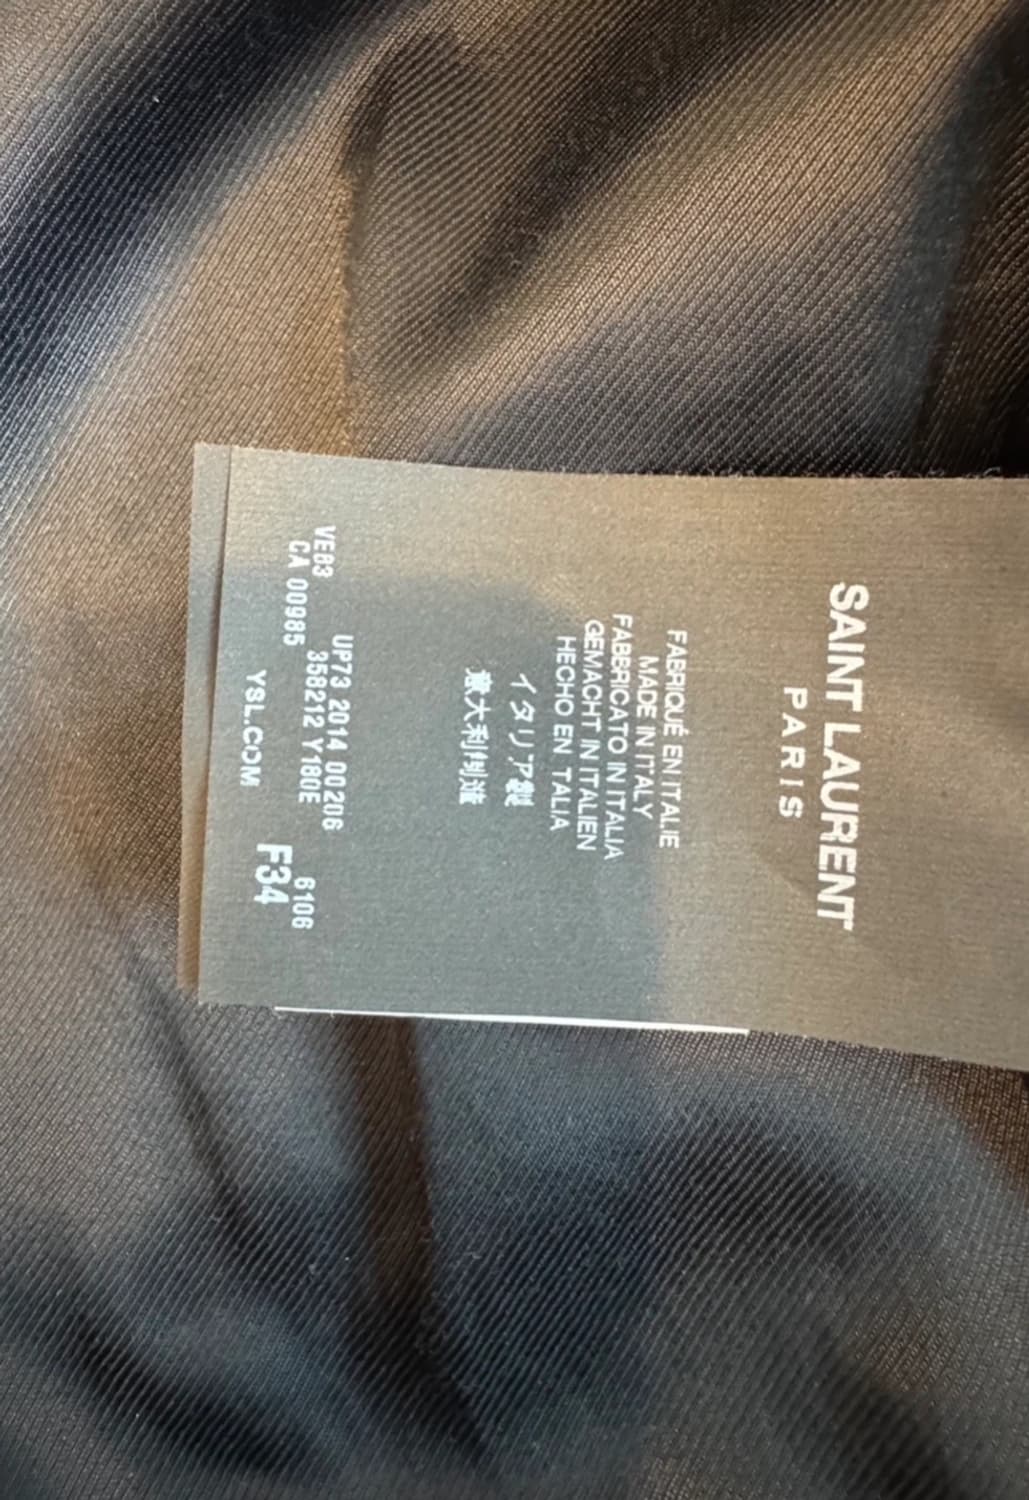 SAINT LAURENT
PARIS
FABRIQUÉ EN ITALIE
MADE IN ITALY
FABBRICATO IN ITALIA
GEMACHT IN ITALIEN
HECHO EN TALIA
イタリア製
意大利制造
UP73 2014 00206
VE83 358212 Y180E 6106
CA 00985
F34
YSL.COM